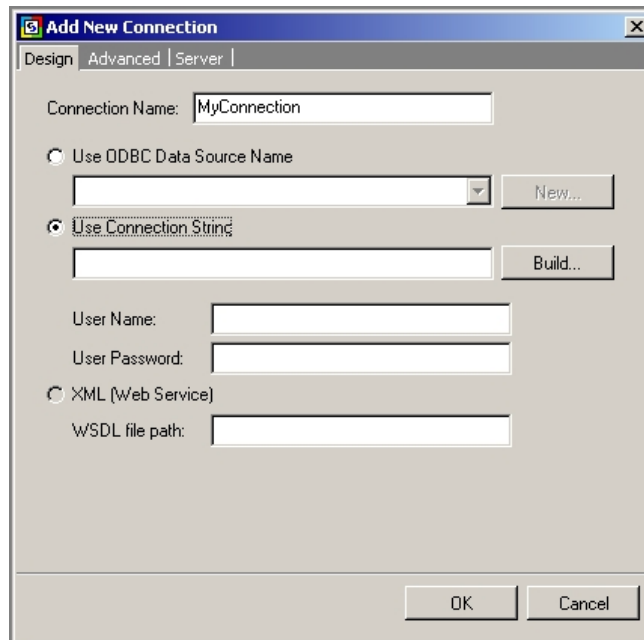 Add New Connection
Design Advanced Server
Connection Name: MyConnection
Use ODBC Data Source Name
New...
Use Connection String
Build...
User Name:
User Password:
XML (Web Service)
WSDL file path:
OK Cancel